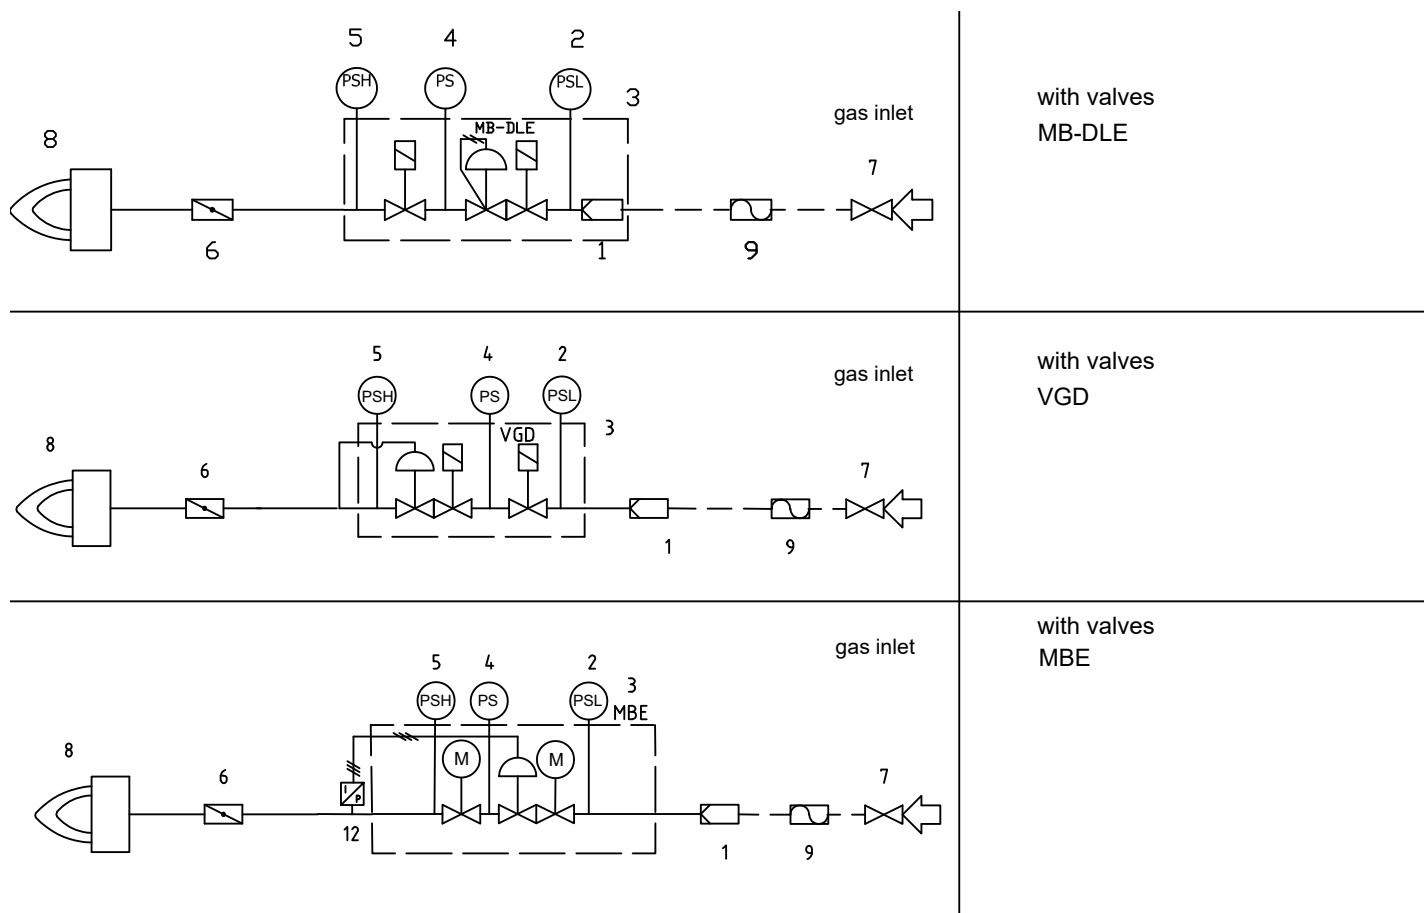 5 4 2
PSH PS PSL
3
gas inlet
with valves
MB-DLE
MB-DLE
8
7
6 1 9
5 4 2
gas inlet
with valves
PSH PS PSL
VGD
VGD 3
8 6 7
1 9
gas inlet
with valves
MBE
5 4 2
3
PSH PS PSL MBE
M M
8 6 7
I
P
12
1 9